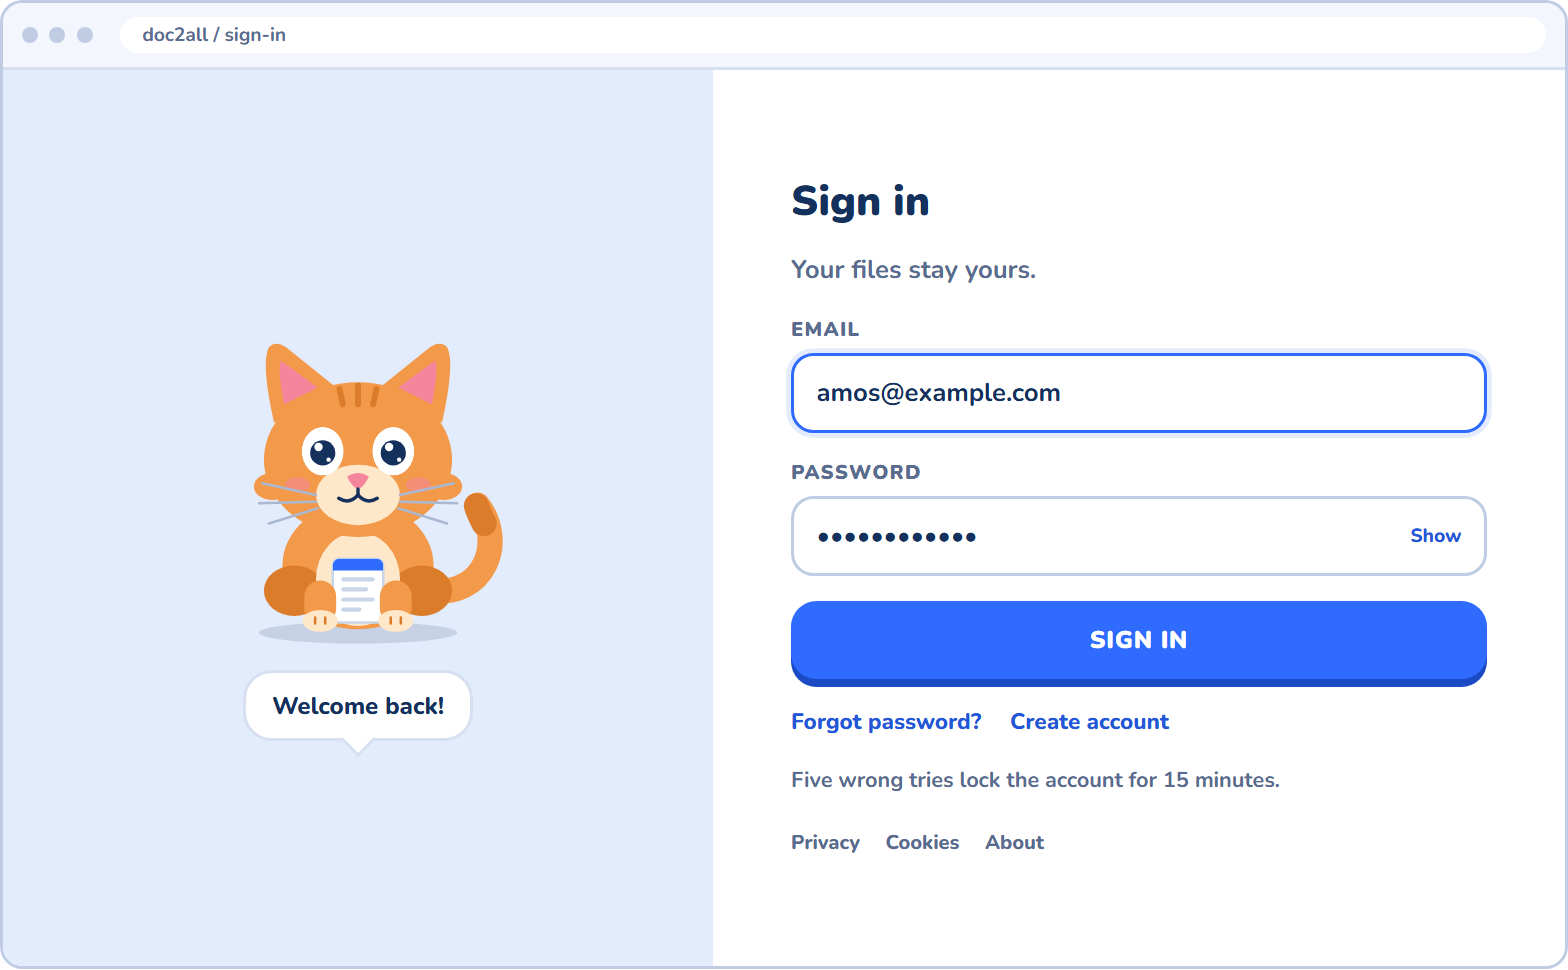 doc2all / sign-in
Welcome back!
Sign in
Your files stay yours.
EMAIL
amos@example.com
PASSWORD
••••••••••••
Show
SIGN IN
Forgot password? Create account
Five wrong tries lock the account for 15 minutes.
Privacy Cookies About